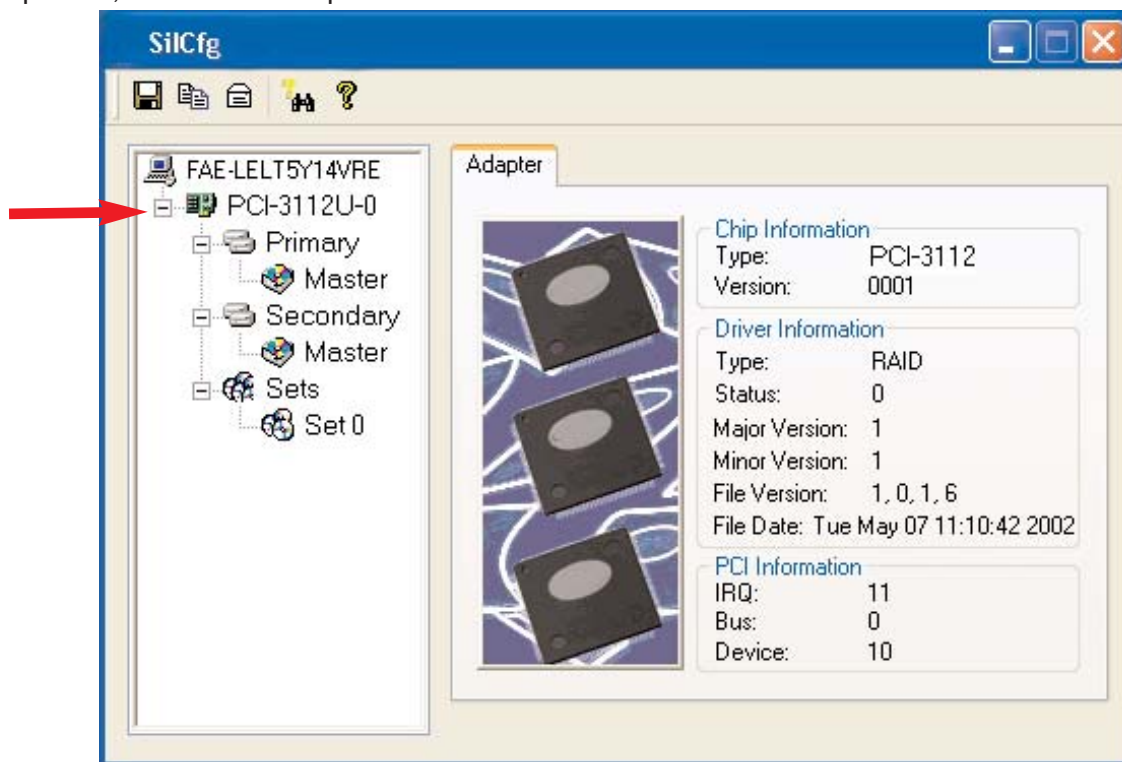 SilCfg
FAE-LELT5Y14VRE
PCI-3112U-0
Primary
Master
Secondary
Master
Sets
Set 0
Adapter
Chip Information
Type: PCI-3112
Version: 0001
Driver Information
Type: RAID
Status: 0
Major Version: 1
Minor Version: 1
File Version: 1, 0, 1, 6
File Date: Tue May 07 11:10:42 2002
PCI Information
IRQ: 11
Bus: 0
Device: 10